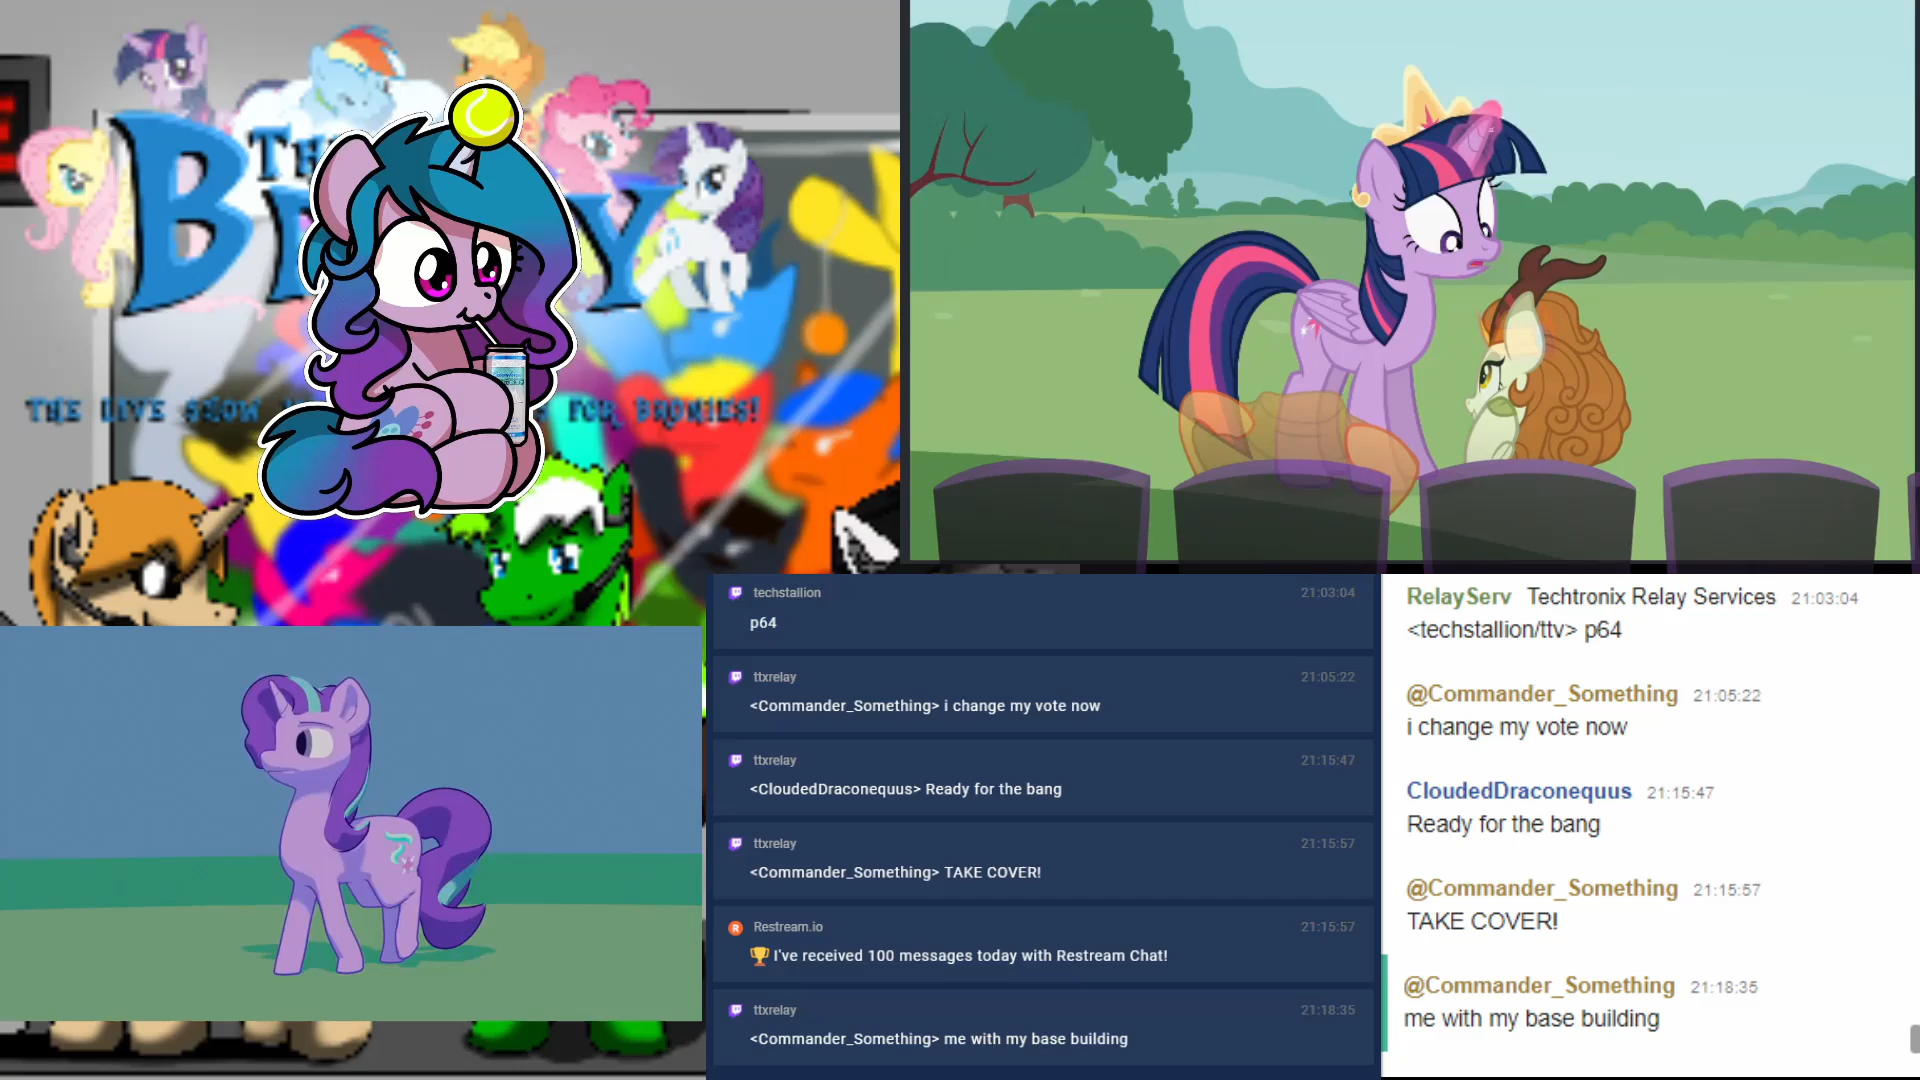 THE LIVE SHOW
FOR BRONIES!
techstallion 21:03:04
p64
ttxrelay 21:05:22
<Commander_Something> i change my vote now
ttxrelay 21:15:47
<CloudedDraconequus> Ready for the bang
ttxrelay 21:15:57
<Commander_Something> TAKE COVER!
Restream.io 21:15:57
🏆 I've received 100 messages today with Restream Chat!
ttxrelay 21:18:35
<Commander_Something> me with my base building
RelayServ Techtronix Relay Services 21:03:04
<techstallion/ttv> p64
@Commander_Something 21:05:22
i change my vote now
CloudedDraconequus 21:15:47
Ready for the bang
@Commander_Something 21:15:57
TAKE COVER!
@Commander_Something 21:18:35
me with my base building